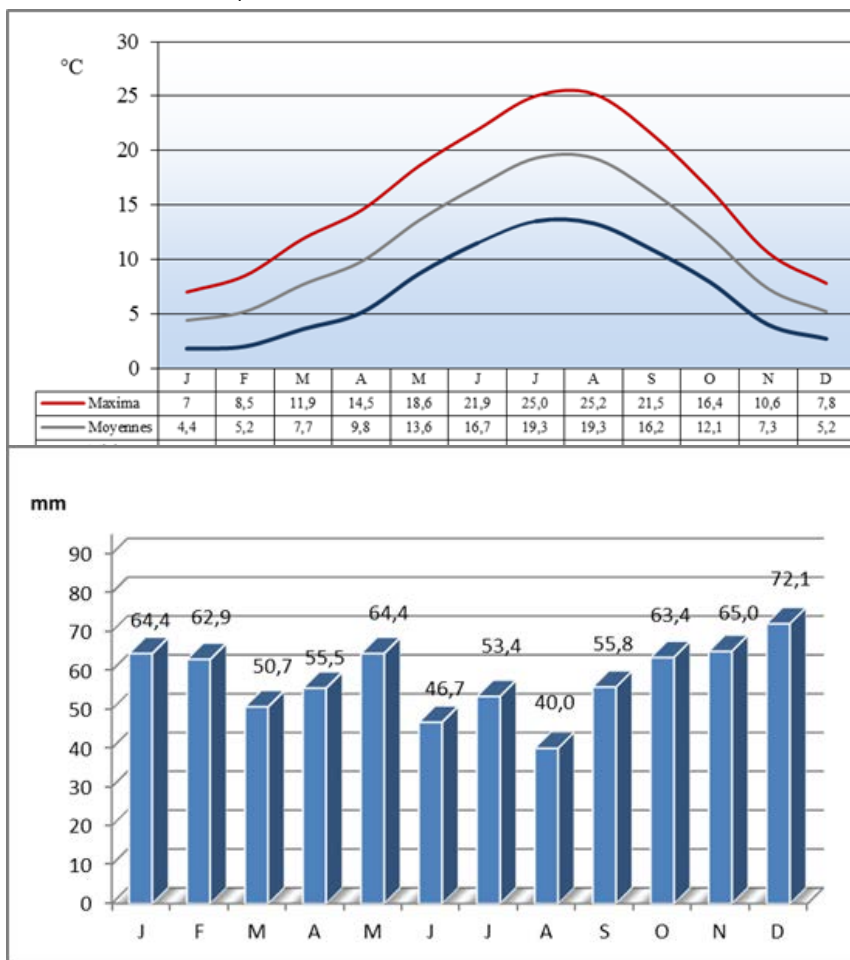 30
°C
25
20
15
10
5
0
J F M A M J J A S O N D
Maxima 7 8,5 11,9 14,5 18,6 21,9 25,0 25,2 21,5 16,4 10,6 7,8
Moyennes 4,4 5,2 7,7 9,8 13,6 16,7 19,3 19,3 16,2 12,1 7,3 5,2
mm
90
80
72,1
70
64,4 62,9 64,4 63,4 65,0
60
50,7 55,5 53,4 55,8
50
46,7 40,0
40
30
20
10
0
J F M A M J J A S O N D